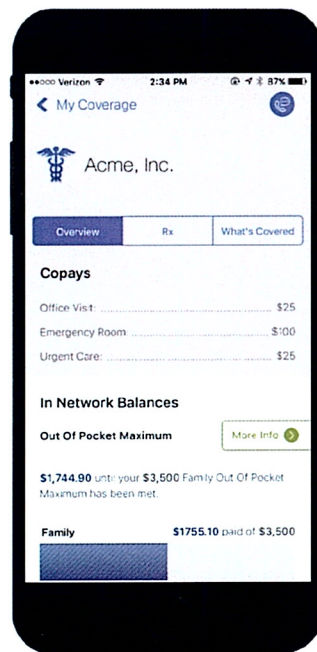 Verizon 2:34 PM 87%
My Coverage
Acme, Inc.
Overview Rx What's Covered
Copays
Office Visit: $25
Emergency Room $100
Urgent Care: $25
In Network Balances
Out Of Pocket Maximum More Info
$1,744.90 until your $3,500 Family Out Of Pocket
Maximum has been met.
Family $1755.10 paid of $3,500